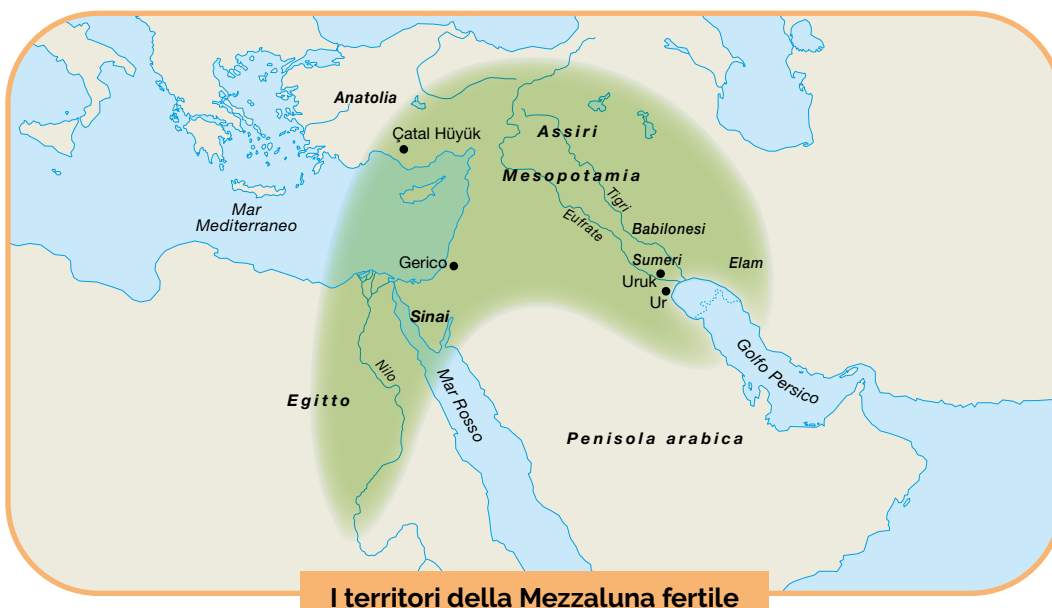 Anatolia
Çatal Hüyük
Assiri
Mesopotamia
Mar
Mediterraneo
Tigri
Eufrate
Babilonesi
Gerico
Sumeri
Elam
Uruk
Ur
Sinai
Nilo
Egitto
Mar Rosso
Golfo Persico
Penisola arabica
I territori della Mezzaluna fertile